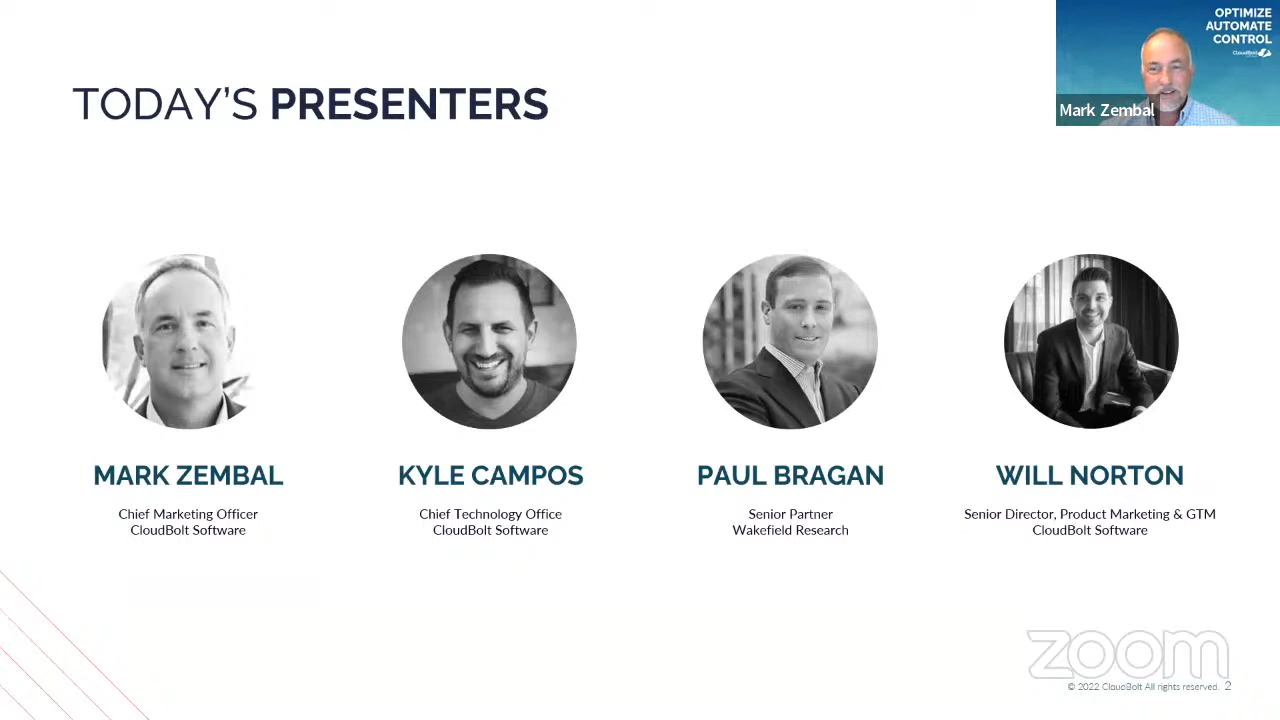 OPTIMIZE
AUTOMATE
CONTROL
CloudBolt
Mark Zembal
TODAY'S PRESENTERS
MARK ZEMBAL
Chief Marketing Officer
CloudBolt Software
KYLE CAMPOS
Chief Technology Office
CloudBolt Software
PAUL BRAGAN
Senior Partner
Wakefield Research
WILL NORTON
Senior Director, Product Marketing & GTM
CloudBolt Software
zoom
© 2022 CloudBolt All rights reserved. 2